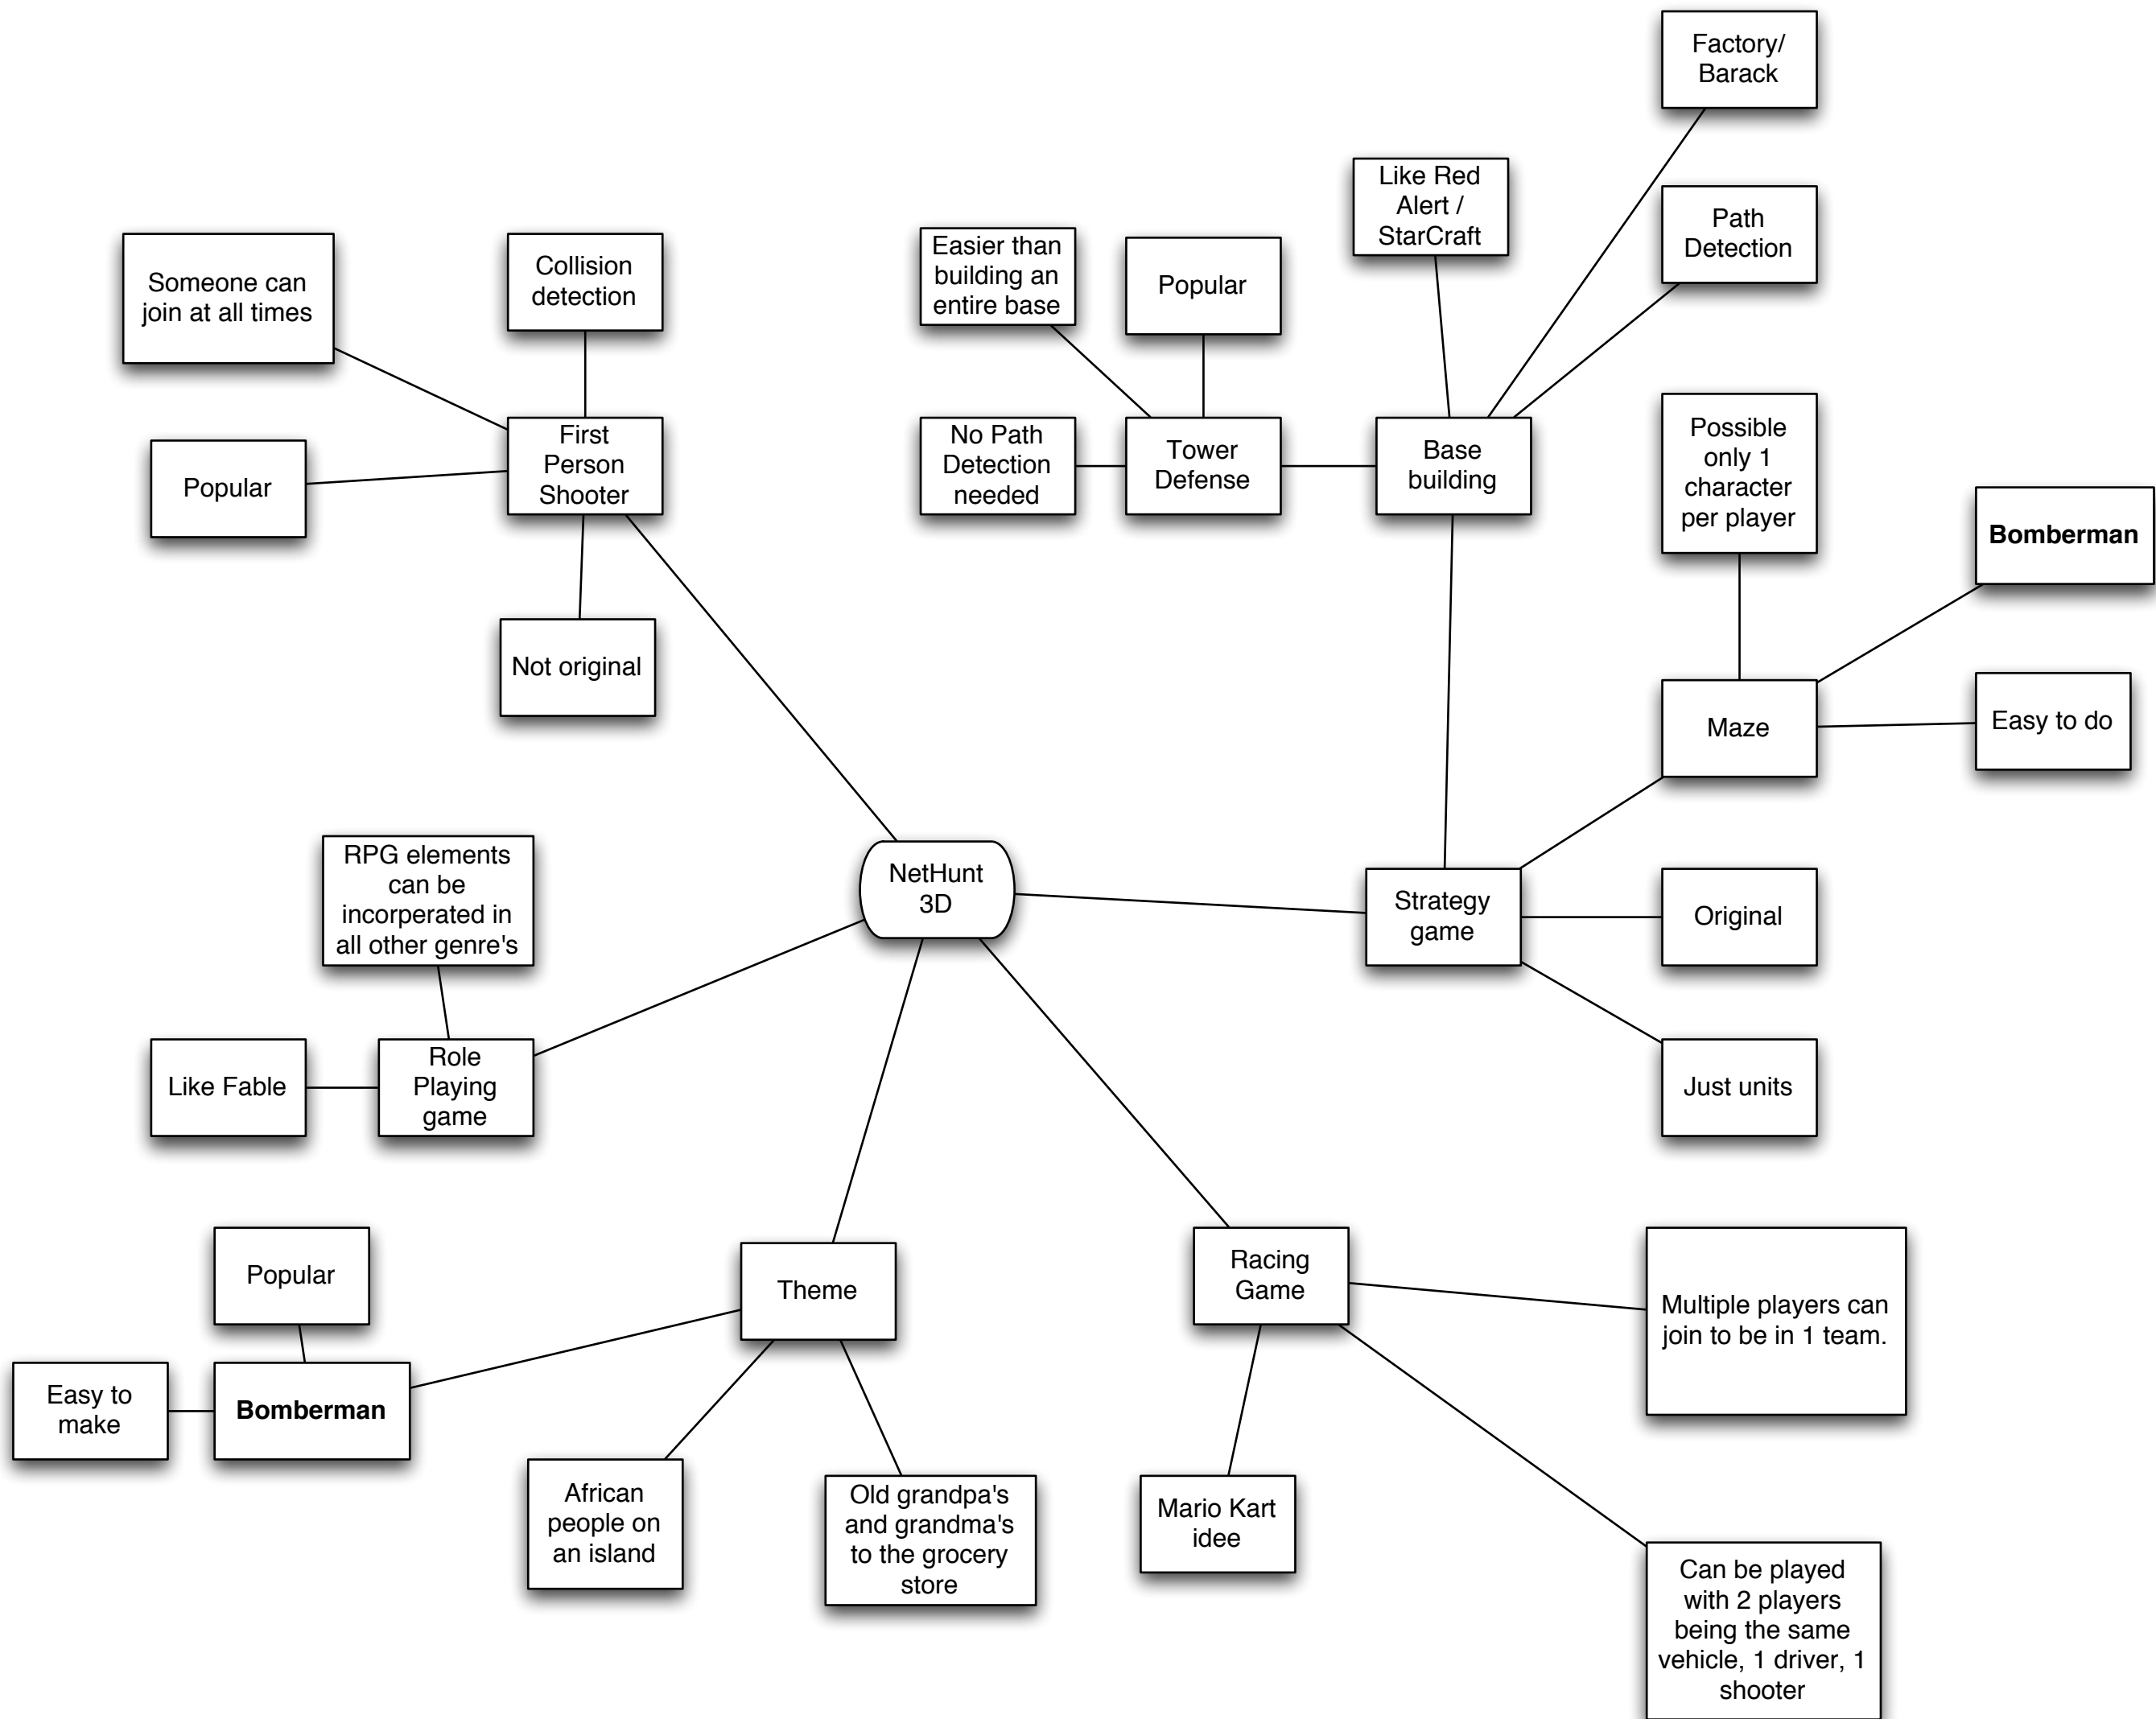 Factory/
Barack
Like Red
Alert /
StarCraft
Path
Detection
Easier than
building an
entire base
Popular
Someone can
join at all times
Collision
detection
First
Person
Shooter
Popular
No Path
Detection
needed
Tower
Defense
Base
building
Possible
only 1
character
per player
Bomberman
Not original
Maze
Easy to do
NetHunt
3D
RPG elements
can be
incorperated in
all other genre's
Strategy
game
Original
Like Fable
Role
Playing
game
Just units
Popular
Theme
Racing
Game
Multiple players can
join to be in 1 team.
Easy to
make
Bomberman
African
people on
an island
Old grandpa's
and grandma's
to the grocery
store
Mario Kart
idee
Can be played
with 2 players
being the same
vehicle, 1 driver, 1
shooter